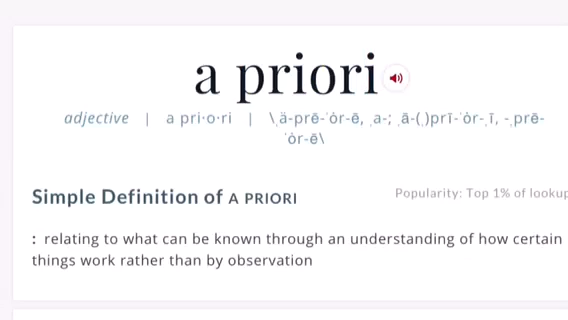 a priori
adjective | a pri·o·ri | \ˌä-prē-ˈȯr-ē, ˌa-; ˌā-(ˌ)prī-ˈȯr-ˌī, -ˌprē-
ˈȯr-ē\
Simple Definition of A PRIORI
Popularity: Top 1% of lookup
: relating to what can be known through an understanding of how certain
things work rather than by observation